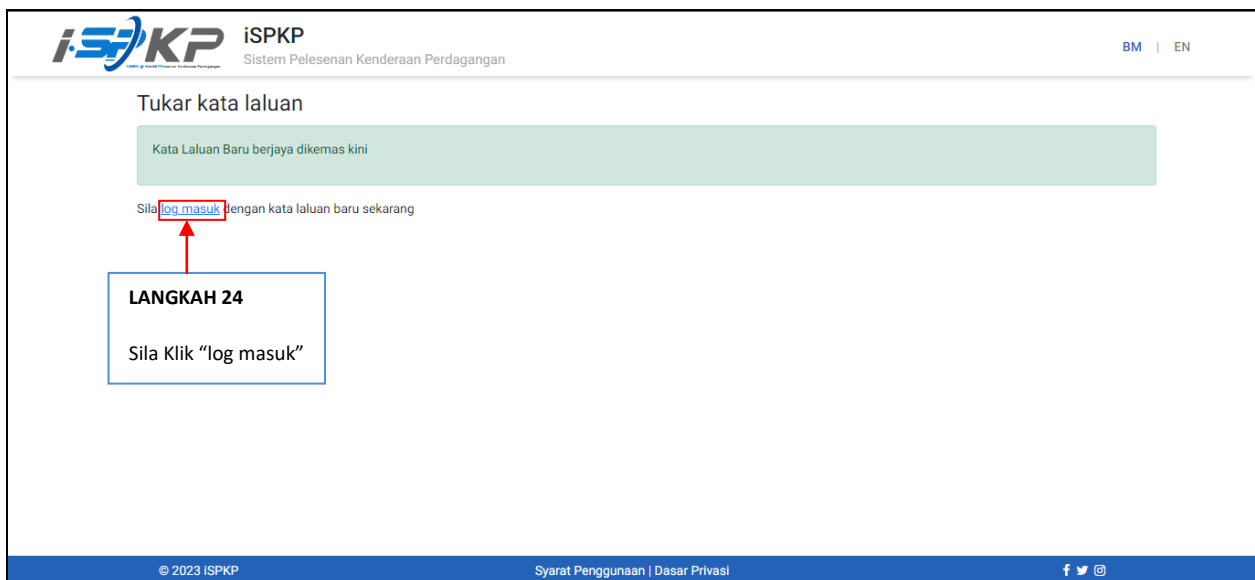 i.SPKP
iSPKP
Sistem Pelesenan Kenderaan Perdagangan
BM | EN
Tukar kata laluan
Kata Laluan Baru berjaya dikemas kini
Sila log masuk dengan kata laluan baru sekarang
LANGKAH 24
Sila Klik “log masuk”
© 2023 iSPKP
Syarat Penggunaan | Dasar Privasi